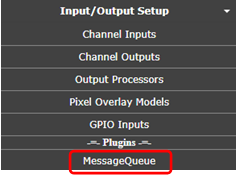 Input/Output Setup
Channel Inputs
Channel Outputs
Output Processors
Pixel Overlay Models
GPIO Inputs
-=- Plugins -=-
MessageQueue